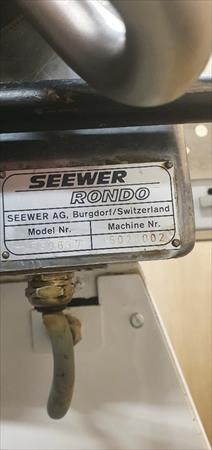 SEEWER
RONDO
SEEWER AG, Burgdorf/Switzerland
Model Nr. Machine Nr.